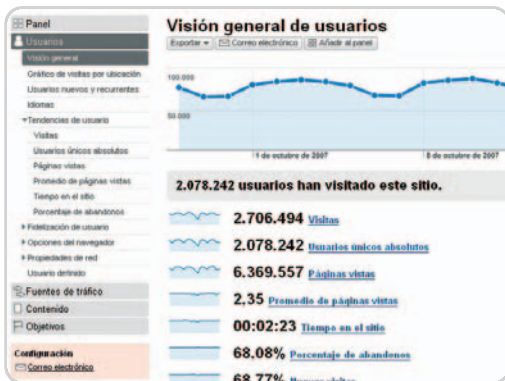 Panel
Usuarios
Visión general
Gráfico de visitas por ubicación
Usuarios nuevos y recurrentes
Idiomas
Tendencias de usuario
Visitas
Usuarios únicos absolutos
Páginas vistas
Promedio de páginas vistas
Tiempo en el sitio
Porcentaje de abandonos
Fidelización de usuario
Opciones del navegador
Propiedades de red
Usuario definido
Fuentes de tráfico
Contenido
Objetivos
Configuración
Correo electrónico
Visión general de usuarios
Exportar Correo electrónico Añadir al panel
100.000
50.000
1 de octubre de 2007 8 de octubre de 2007
2.078.242 usuarios han visitado este sitio.
2.706.494 Visitas
2.078.242 Usuarios únicos absolutos
6.369.557 Páginas vistas
2,35 Promedio de páginas vistas
00:02:23 Tiempo en el sitio
68,08% Porcentaje de abandonos
68,77% Nuevas visitas